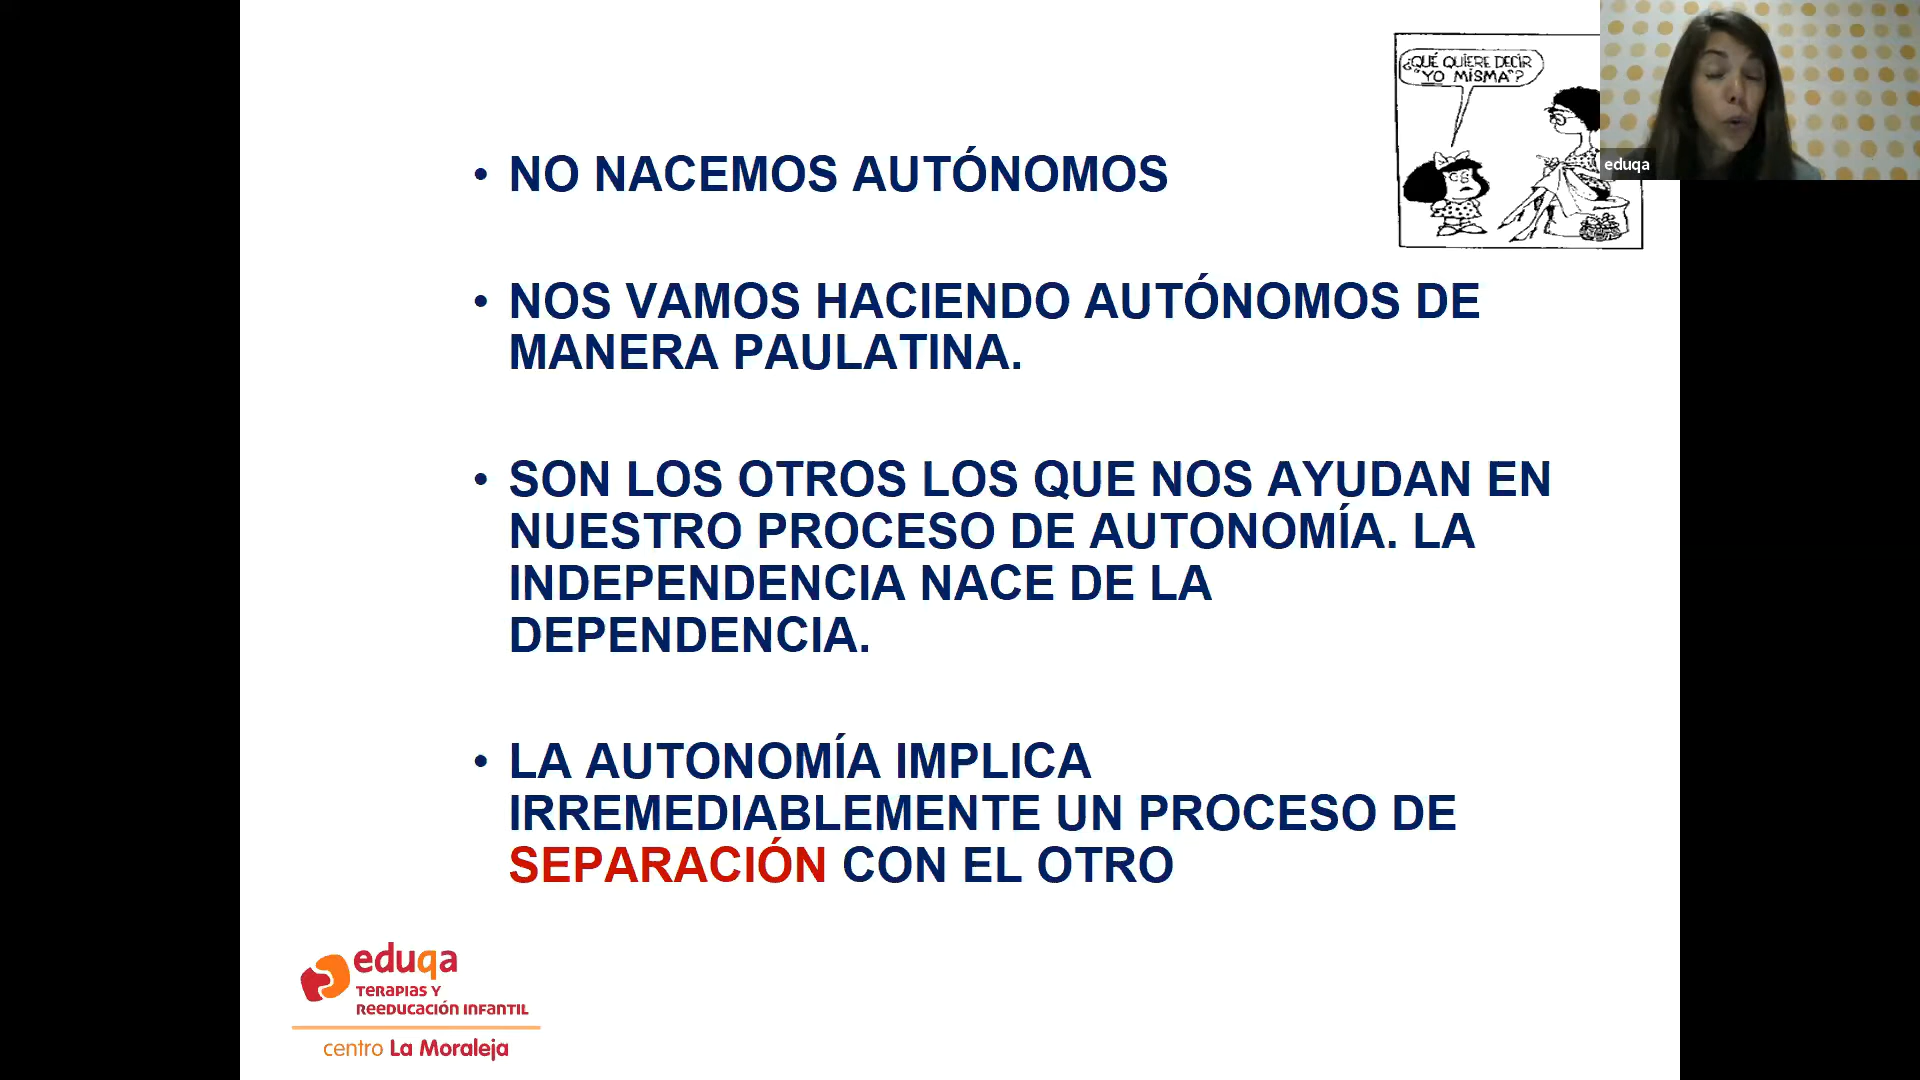 ¿QUÉ QUIERE DECIR
"YO MISMA"?
eduqa
• NO NACEMOS AUTÓNOMOS
• NOS VAMOS HACIENDO AUTÓNOMOS DE
MANERA PAULATINA.
• SON LOS OTROS LOS QUE NOS AYUDAN EN
NUESTRO PROCESO DE AUTONOMÍA. LA
INDEPENDENCIA NACE DE LA
DEPENDENCIA.
• LA AUTONOMÍA IMPLICA
IRREMEDIABLEMENTE UN PROCESO DE
SEPARACIÓN CON EL OTRO
eduqa
TERAPIAS Y
REEDUCACIÓN INFANTIL
centro La Moraleja